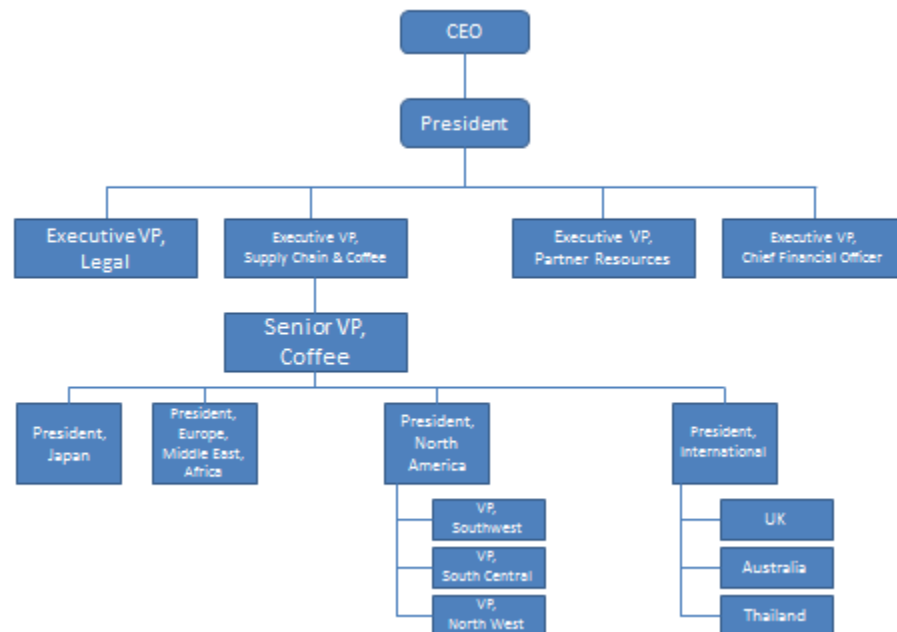 CEO
President
Executive VP,
Legal
Executive VP,
Supply Chain & Coffee
Executive VP,
Partner Resources
Executive VP,
Chief Financial Officer
Senior VP,
Coffee
President,
Japan
President,
Europe,
Middle East,
Africa
President,
North
America
President,
International
VP,
Southwest
VP,
South Central
VP,
North West
UK
Australia
Thailand